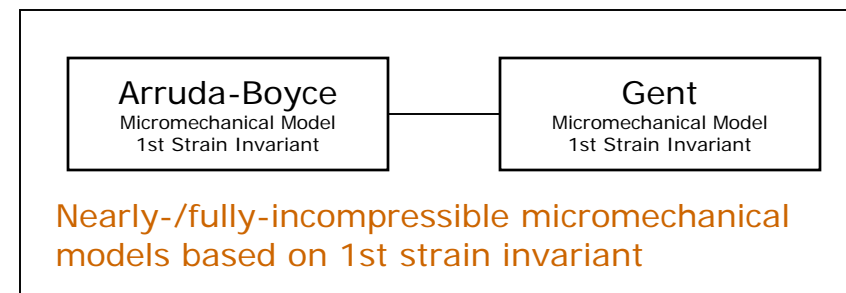 Arruda-Boyce
Micromechanical Model
1st Strain Invariant
Gent
Micromechanical Model
1st Strain Invariant
Nearly-/fully-incompressible micromechanical
models based on 1st strain invariant